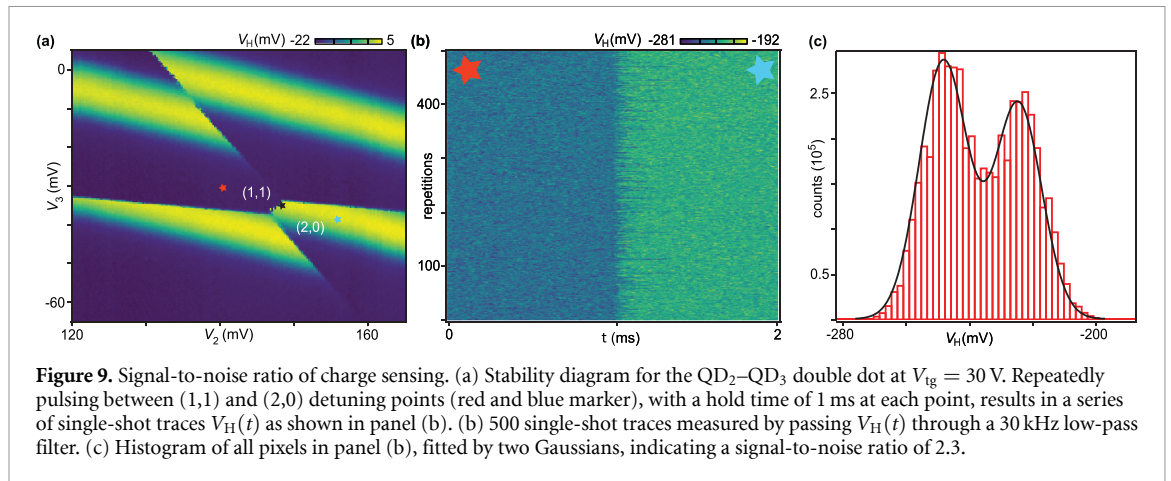 (a) V_H(mV) -22 5
0
V_3 (mV)
-60
(1,1)
(2,0)
120 V_2(mV) 160
(b) V_H(mV) -281 -192
400
repetitions
100
0 t (ms) 2
(c)
2.5
counts (10^5)
0.5
-280 V_H(mV) -200
Figure 9. Signal-to-noise ratio of charge sensing. (a) Stability diagram for the QD₂–QD₃ double dot at V_tg = 30 V. Repeatedly
pulsing between (1,1) and (2,0) detuning points (red and blue marker), with a hold time of 1 ms at each point, results in a series
of single-shot traces V_H(t) as shown in panel (b). (b) 500 single-shot traces measured by passing V_H(t) through a 30 kHz low-pass
filter. (c) Histogram of all pixels in panel (b), fitted by two Gaussians, indicating a signal-to-noise ratio of 2.3.